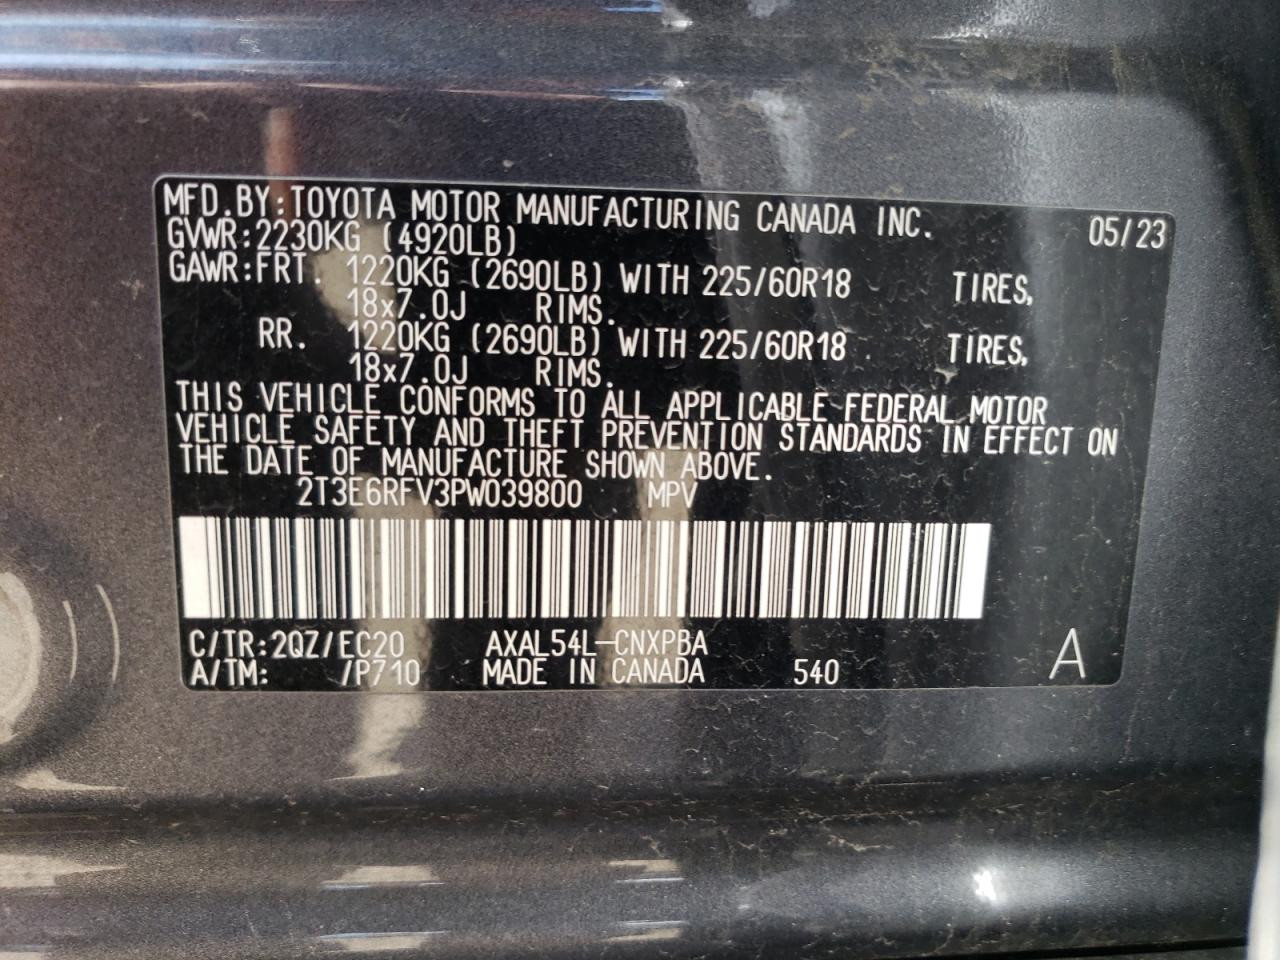 MFD.BY:TOYOTA MOTOR MANUFACTURING CANADA INC. 05/23
GVWR:2230KG (4920LB)
GAWR:FRT. 1220KG (2690LB) WITH 225/60R18 TIRES,
18x7.0J RIMS.
RR. 1220KG (2690LB) WITH 225/60R18 TIRES,
18x7.0J RIMS.
THIS VEHICLE CONFORMS TO ALL APPLICABLE FEDERAL MOTOR
VEHICLE SAFETY AND THEFT PREVENTION STANDARDS IN EFFECT ON
THE DATE OF MANUFACTURE SHOWN ABOVE.
2T3E6RFV3PW039800 MPV
C/TR:2QZ/EC20 AXAL54L-CNXPBA
A/TM: /P710 MADE IN CANADA 540 A